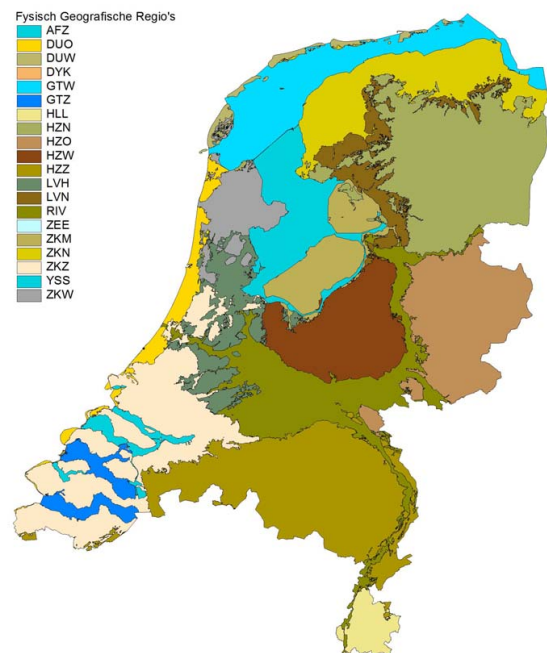 Fysisch Geografische Regio's
AFZ
DUO
DUW
DYK
GTW
GTZ
HLL
HZN
HZO
HZW
HZZ
LVH
LVN
RIV
ZEE
ZKM
ZKN
ZKZ
YSS
ZKW